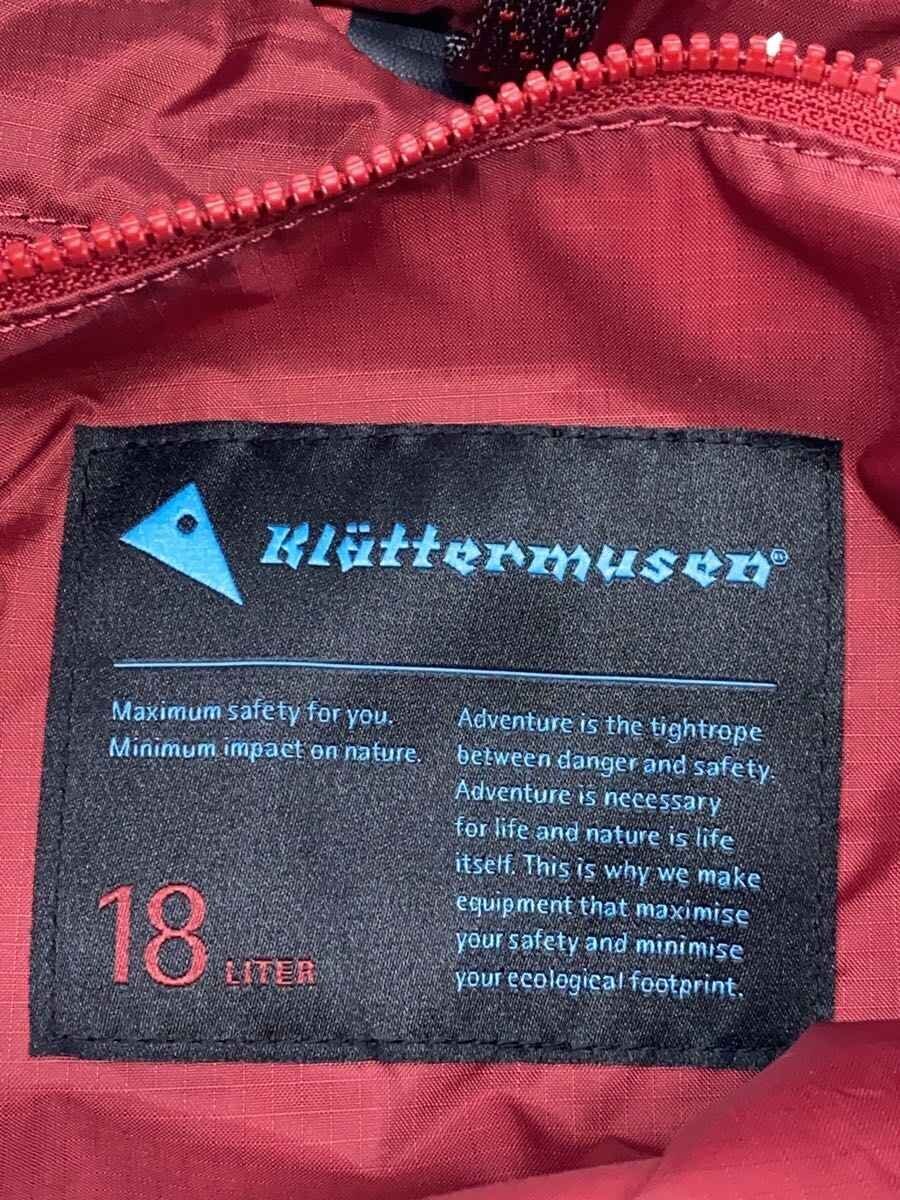 Klättermusen®
Maximum safety for you.
Minimum impact on nature.
Adventure is the tightrope
between danger and safety.
Adventure is necessary
for life and nature is life
itself. This is why we make
equipment that maximise
your safety and minimise
your ecological footprint.
18 LITER